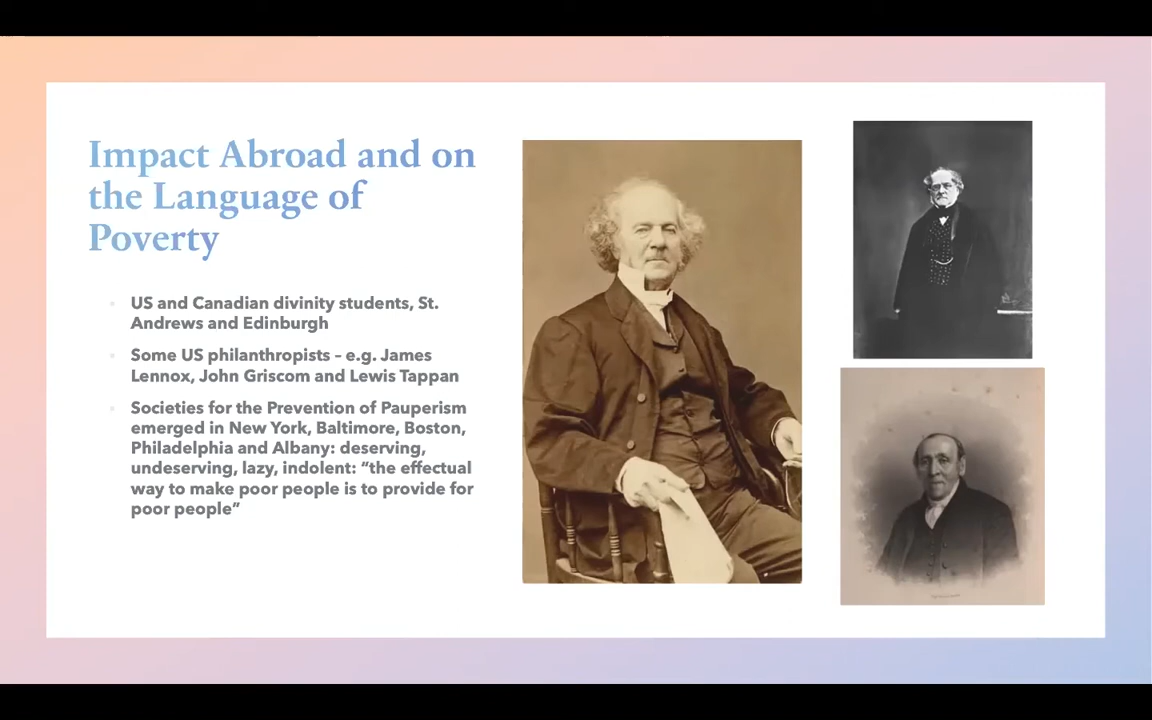 Impact Abroad and on
the Language of
Poverty
US and Canadian divinity students, St.
Andrews and Edinburgh
Some US philanthropists – e.g. James
Lennox, John Griscom and Lewis Tappan
Societies for the Prevention of Pauperism
emerged in New York, Baltimore, Boston,
Philadelphia and Albany: deserving,
undeserving, lazy, indolent: “the effectual
way to make poor people is to provide for
poor people”